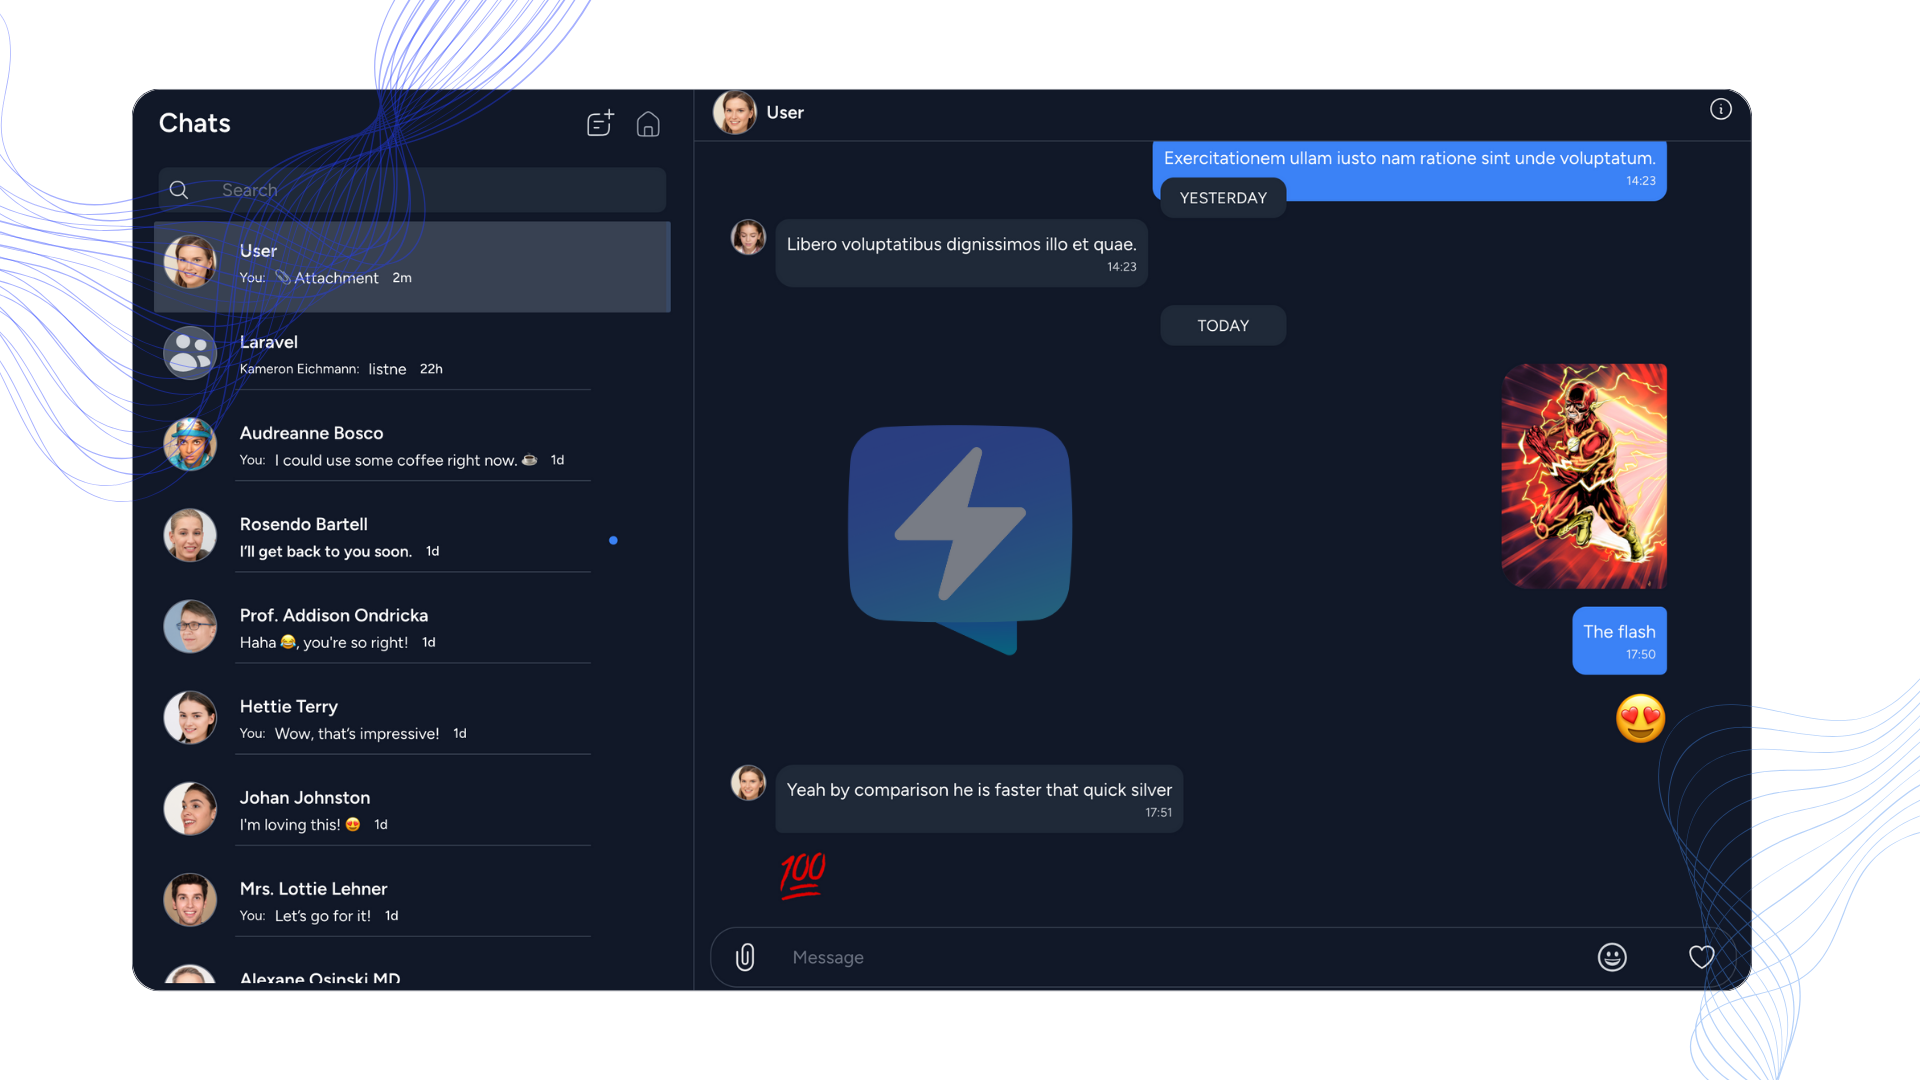 Chats
Search
User
You: 📎 Attachment 2m
Laravel
Kameron Eichmann: listne 22h
Audreanne Bosco
You: I could use some coffee right now. ☕ 1d
Rosendo Bartell
I'll get back to you soon. 1d
Prof. Addison Ondricka
Haha 😂, you're so right! 1d
Hettie Terry
You: Wow, that's impressive! 1d
Johan Johnston
I'm loving this! 😍 1d
Mrs. Lottie Lehner
You: Let's go for it! 1d
Alexane Osinski MD
User
Exercitationem ullam iusto nam ratione sint unde voluptatum.
14:23
YESTERDAY
Libero voluptatibus dignissimos illo et quae.
14:23
TODAY
The flash
17:50
😍
Yeah by comparison he is faster that quick silver
17:51
💯
Message